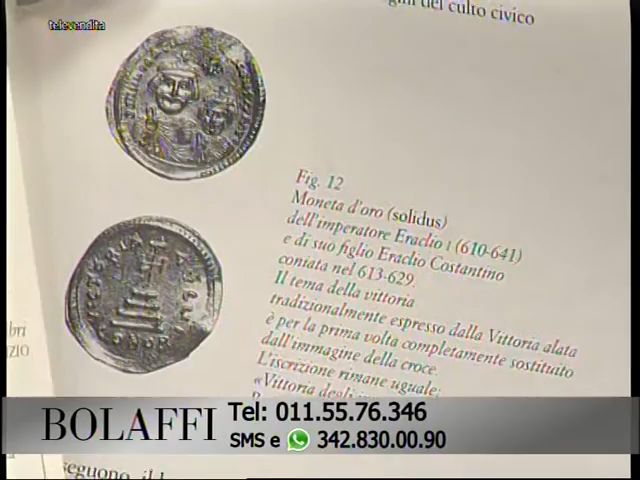 televendita
del culto civico
Fig. 12
Moneta d'oro (solidus)
dell'imperatore Eraclio I (610-641)
e di suo figlio Eraclio Costantino
coniata nel 613-629.
Il tema della vittoria
tradizionalmente espresso dalla Vittoria alata
è per la prima volta completamente sostituito
dall'immagine della croce.
L'iscrizione rimane uguale:
«Vittoria degli
BOLAFFI
Tel: 011.55.76.346
SMS e 342.830.00.90
seguono, il